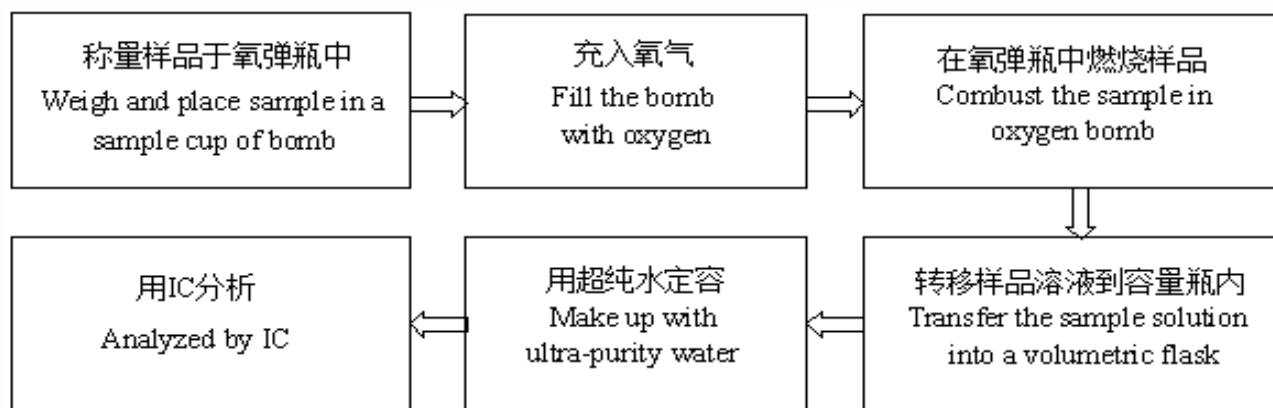 称量样品于氧弹瓶中
Weigh and place sample in a
sample cup of bomb
充入氧气
Fill the bomb
with oxygen
在氧弹瓶中燃烧样品
Combust the sample in
oxygen bomb
转移样品溶液到容量瓶内
Transfer the sample solution
into a volumetric flask
用超纯水定容
Make up with
ultra-purity water
用IC分析
Analyzed by IC